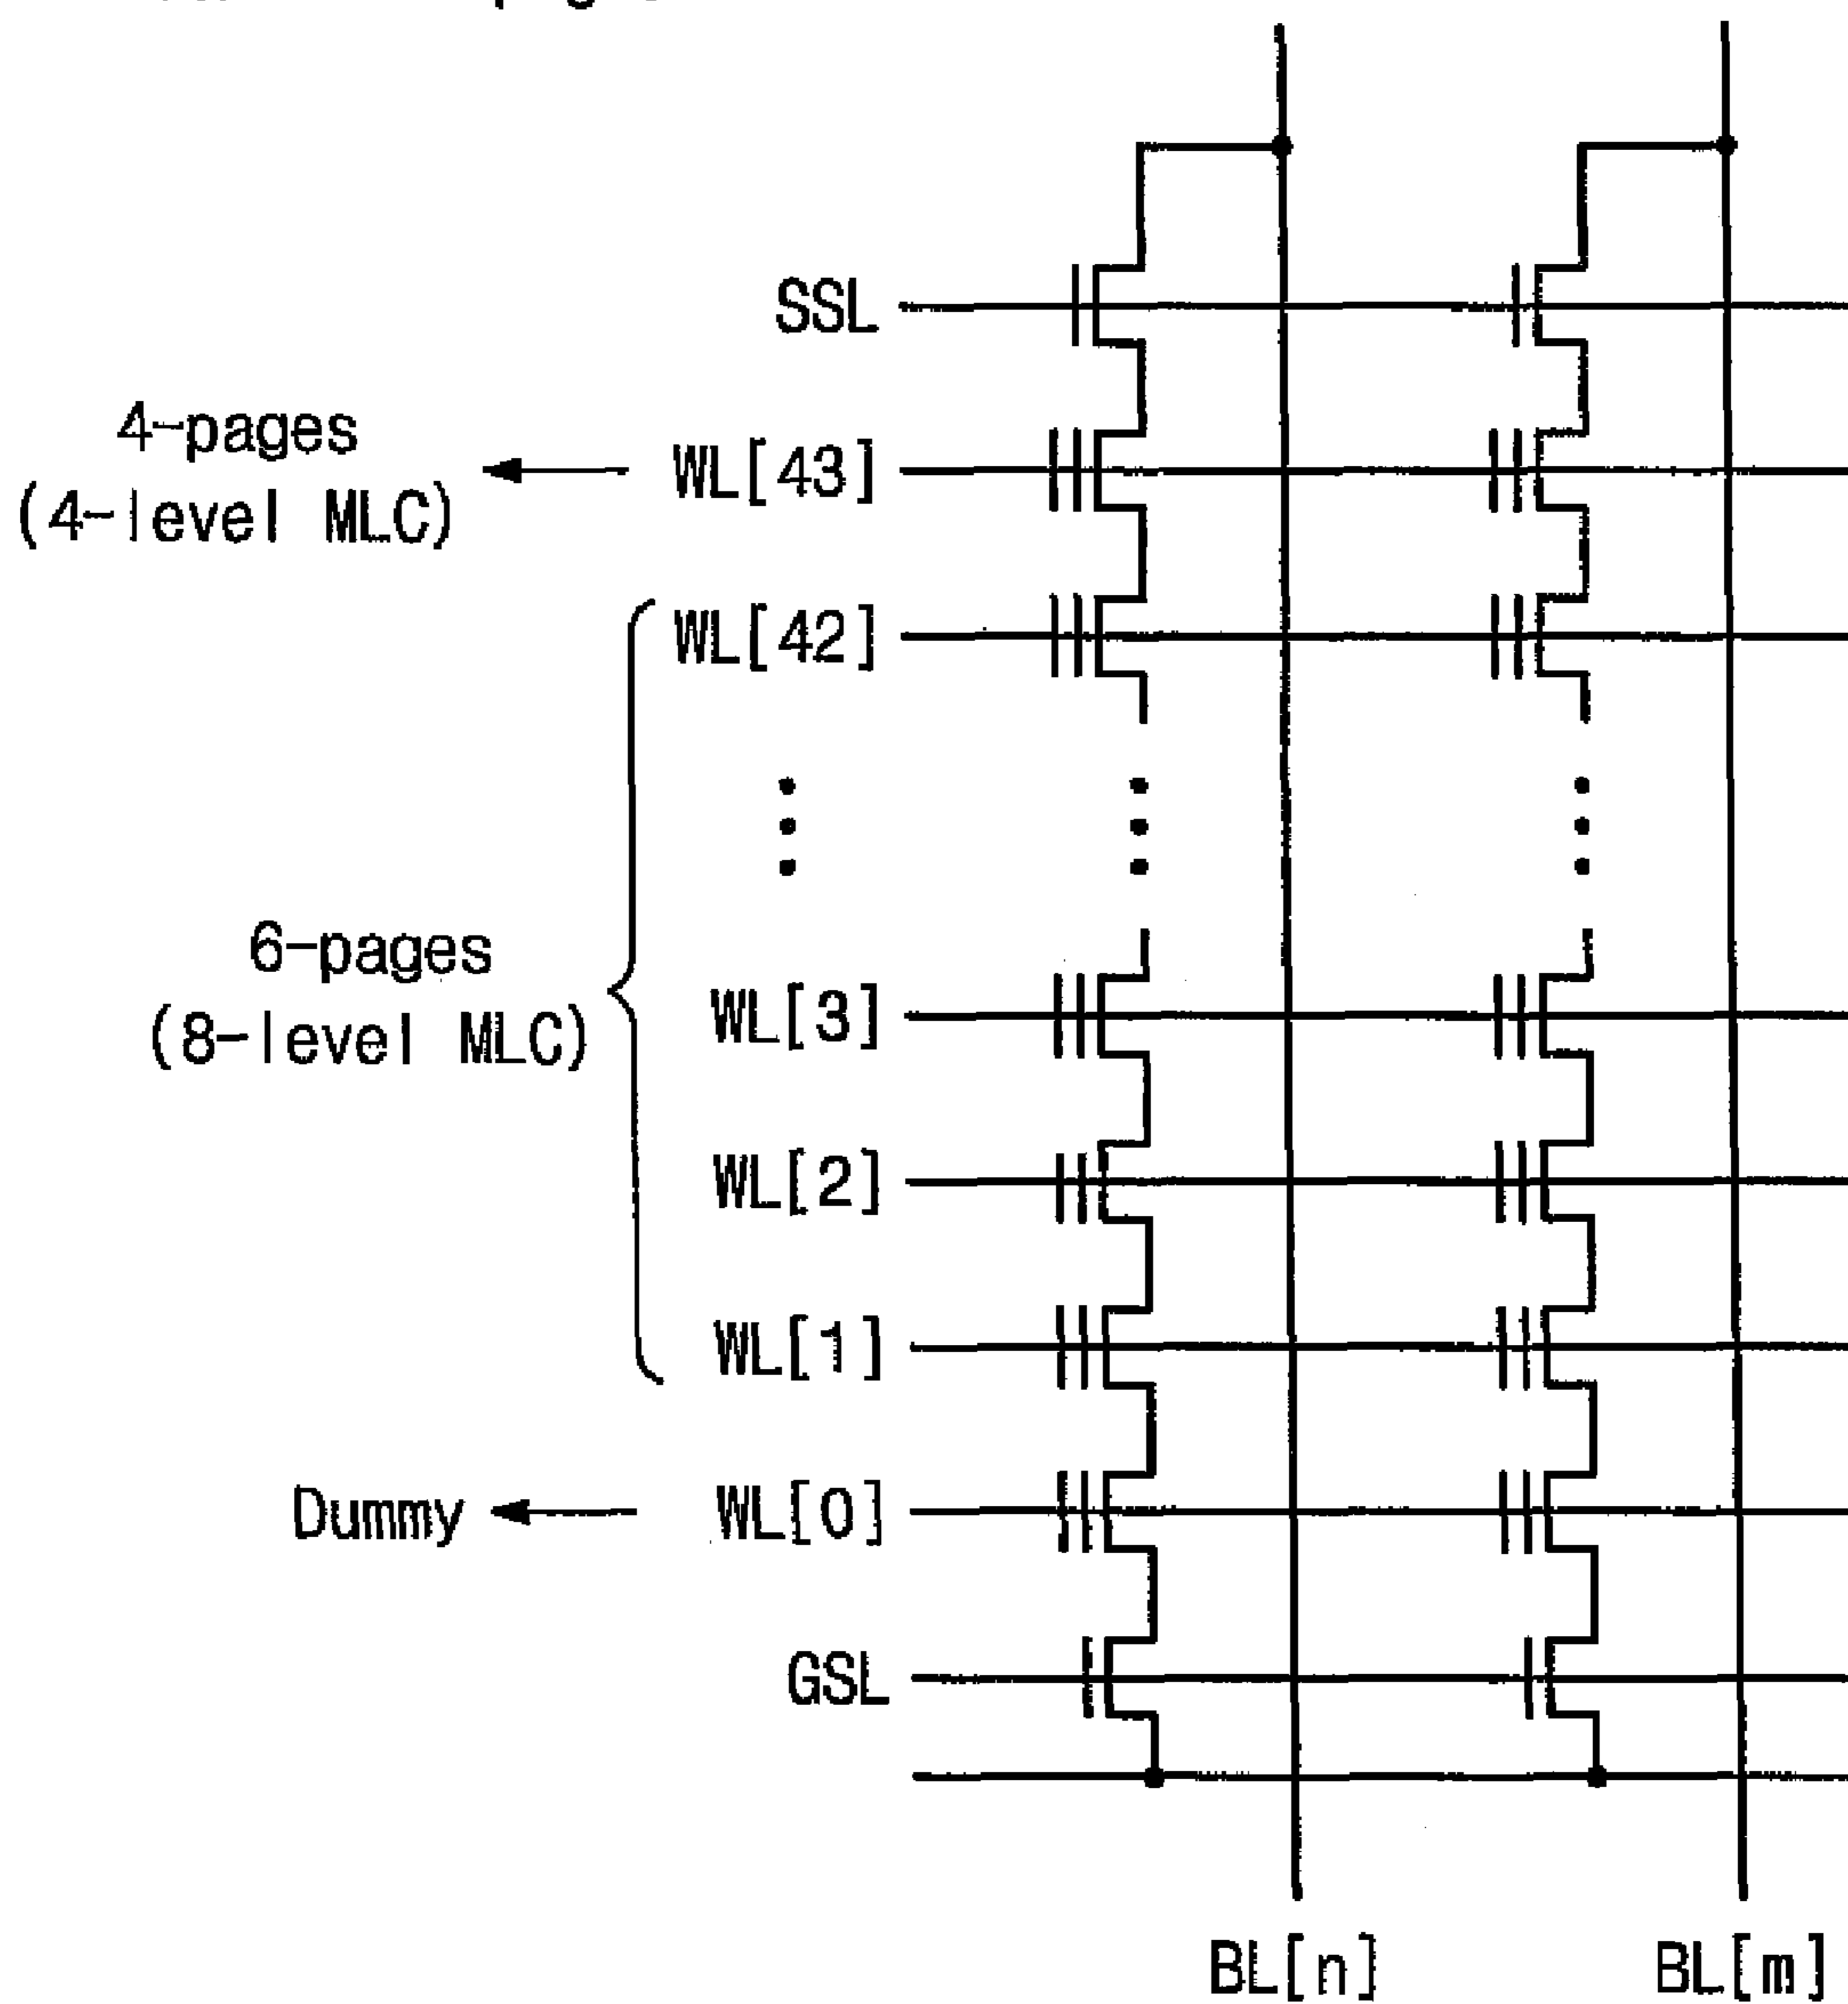 SSL
4-pages
(4-level MLC)
WL[43]
WL[42]
6-pages
(8-level MLC)
WL[3]
WL[2]
WL[1]
Dummy
WL[0]
GSL
BL[n]
BL[m]